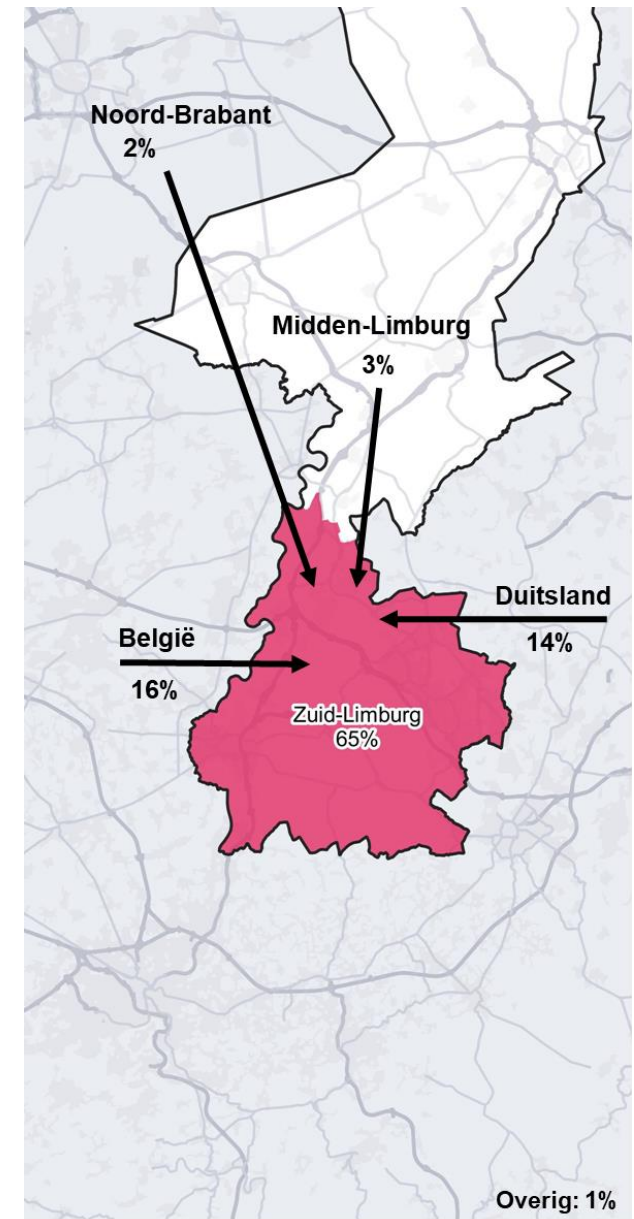 Noord-Brabant
2%
Midden-Limburg
3%
Duitsland
14%
België
16%
Zuid-Limburg
65%
Overig: 1%